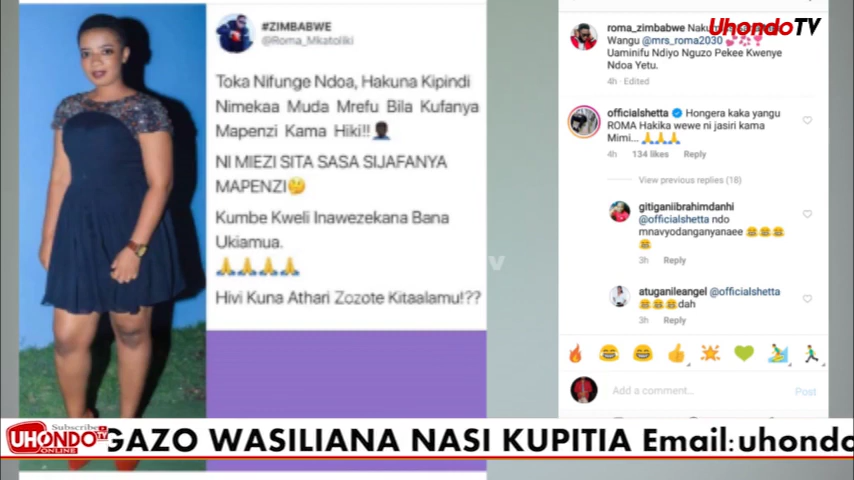 #ZIMBABWE
@Roma_Mkatoliki
Toka Nifunge Ndoa, Hakuna Kipindi
Nimekaa Muda Mrefu Bila Kufanya
Mapenzi Kama Hiki!!
NI MIEZI SITA SASA SIJAFANYA
MAPENZI🤔
Kumbe Kweli Inawezekana Bana
Ukiamua.
🙏🙏🙏🙏
Hivi Kuna Athari Zozote Kitaalamu!??
UhondoTV
roma_zimbabwe
Wangu @mrs_roma2030
Uaminifu Ndiyo Nguzo Pekee Kwenye
Ndoa Yetu.
4h · Edited
officialshetta Hongera kaka yangu
ROMA Hakika wewe ni jasiri kama
Mimi... 🙏🙏🙏
4h 134 likes Reply
View previous replies (18)
gitiganiibrahimdanhi
@officialshetta ndo
mnavyodanganyanaee 😂😂😂
😂
3h Reply
atuganileangel @officialshetta
😂😂😂dah
3h Reply
Add a comment... Post
V
Subscribe
UHONDO TV
ONLINE
GAZO WASILIANA NASI KUPITIA Email:uhondo